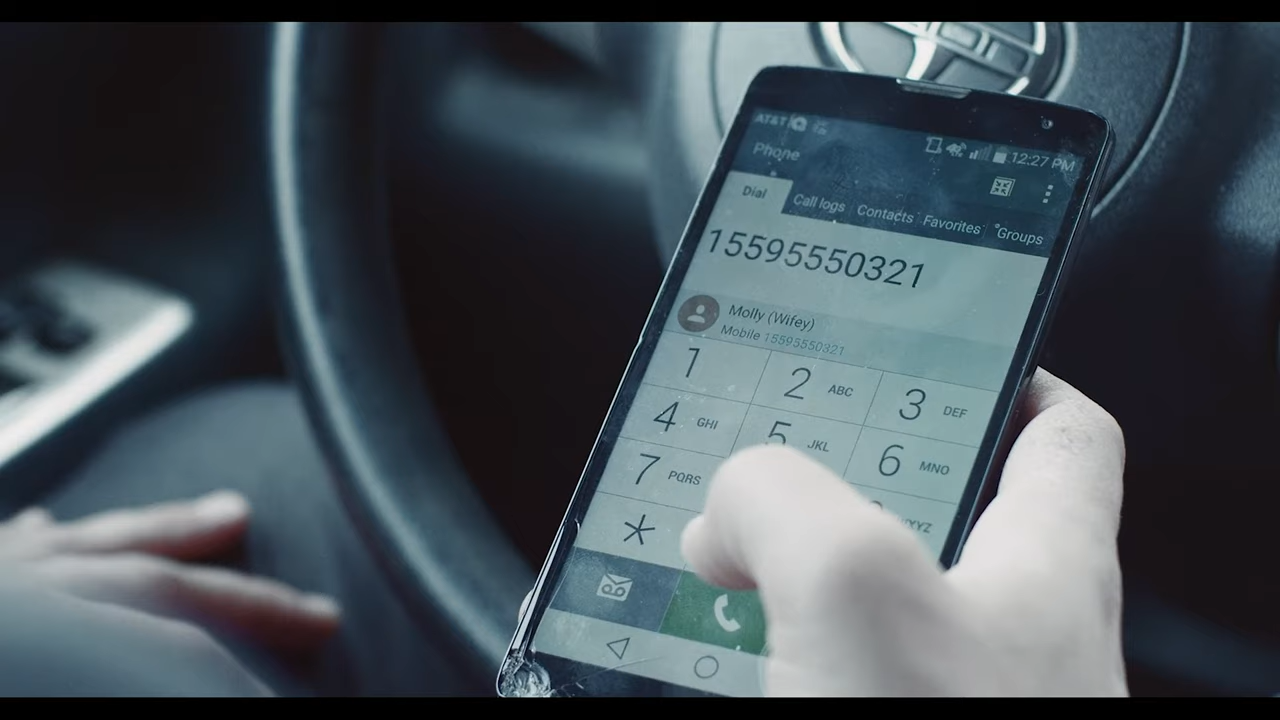 AT&T
12:27 PM
Phone
Dial Call logs Contacts Favorites Groups
15595550321
Molly (Wifey)
Mobile 15595550321
1 2 ABC 3 DEF
4 GHI 5 JKL 6 MNO
7 PQRS
*